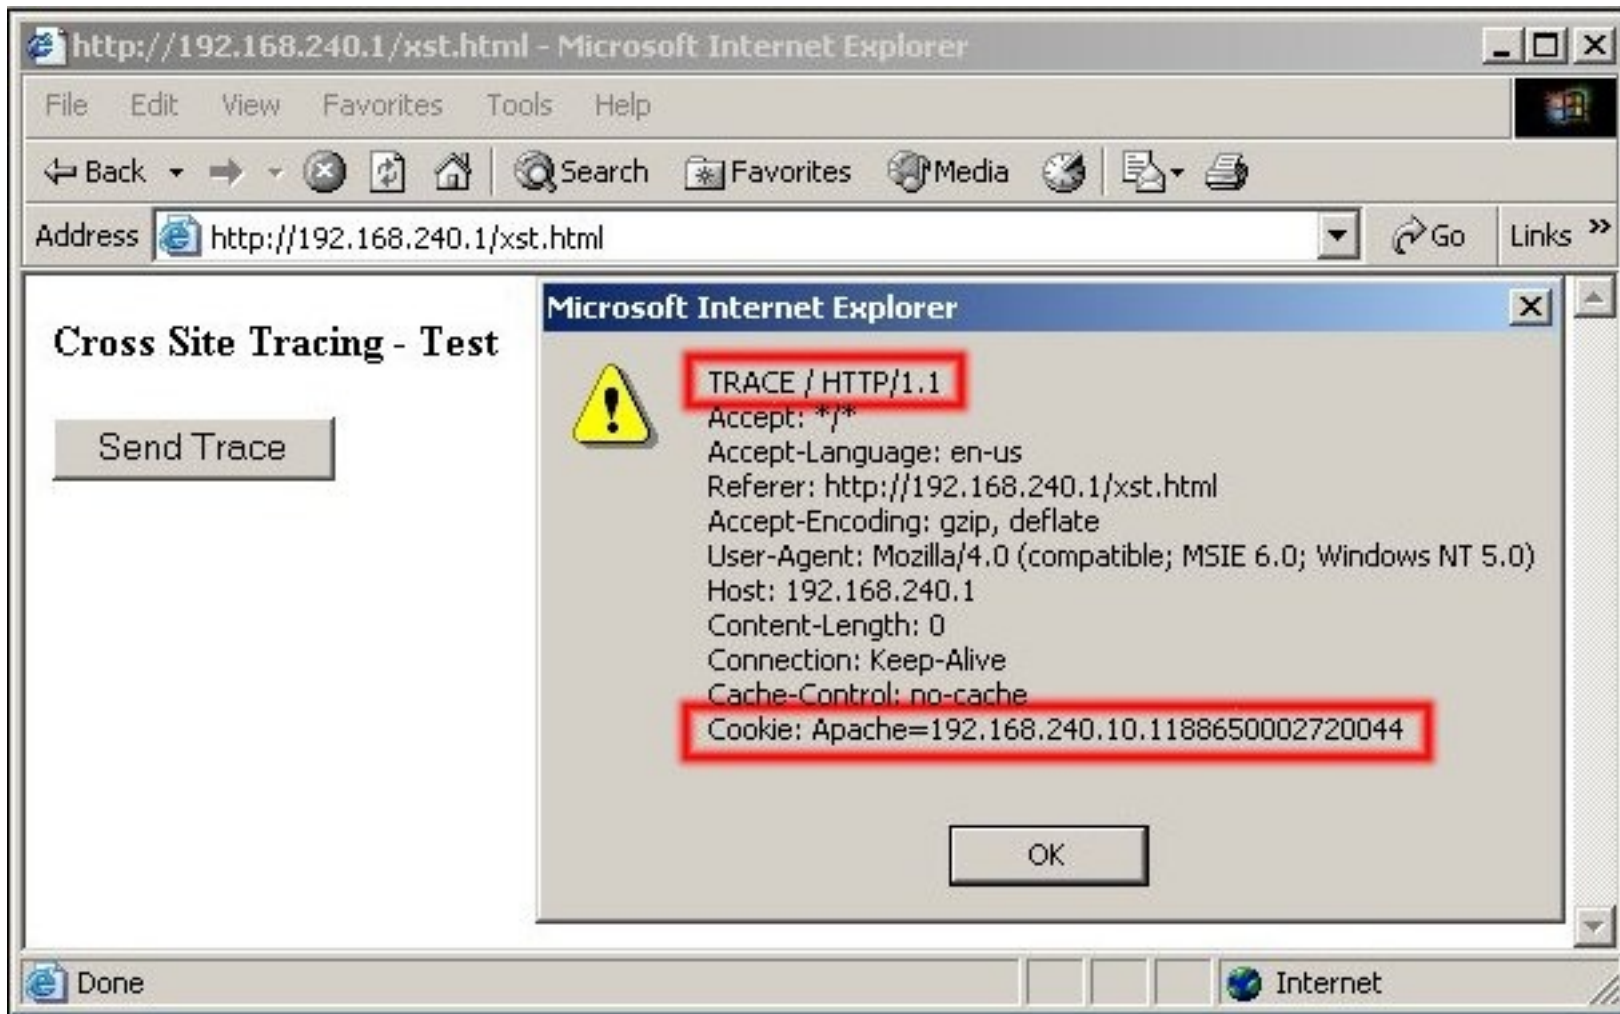 http://192.168.240.1/xst.html - Microsoft Internet Explorer
File Edit View Favorites Tools Help
Back Search Favorites Media
Address http://192.168.240.1/xst.html Go Links »
Cross Site Tracing - Test
Send Trace
Microsoft Internet Explorer
TRACE / HTTP/1.1
Accept: */*
Accept-Language: en-us
Referer: http://192.168.240.1/xst.html
Accept-Encoding: gzip, deflate
User-Agent: Mozilla/4.0 (compatible; MSIE 6.0; Windows NT 5.0)
Host: 192.168.240.1
Content-Length: 0
Connection: Keep-Alive
Cache-Control: no-cache
Cookie: Apache=192.168.240.10.1188650002720044
OK
Done Internet